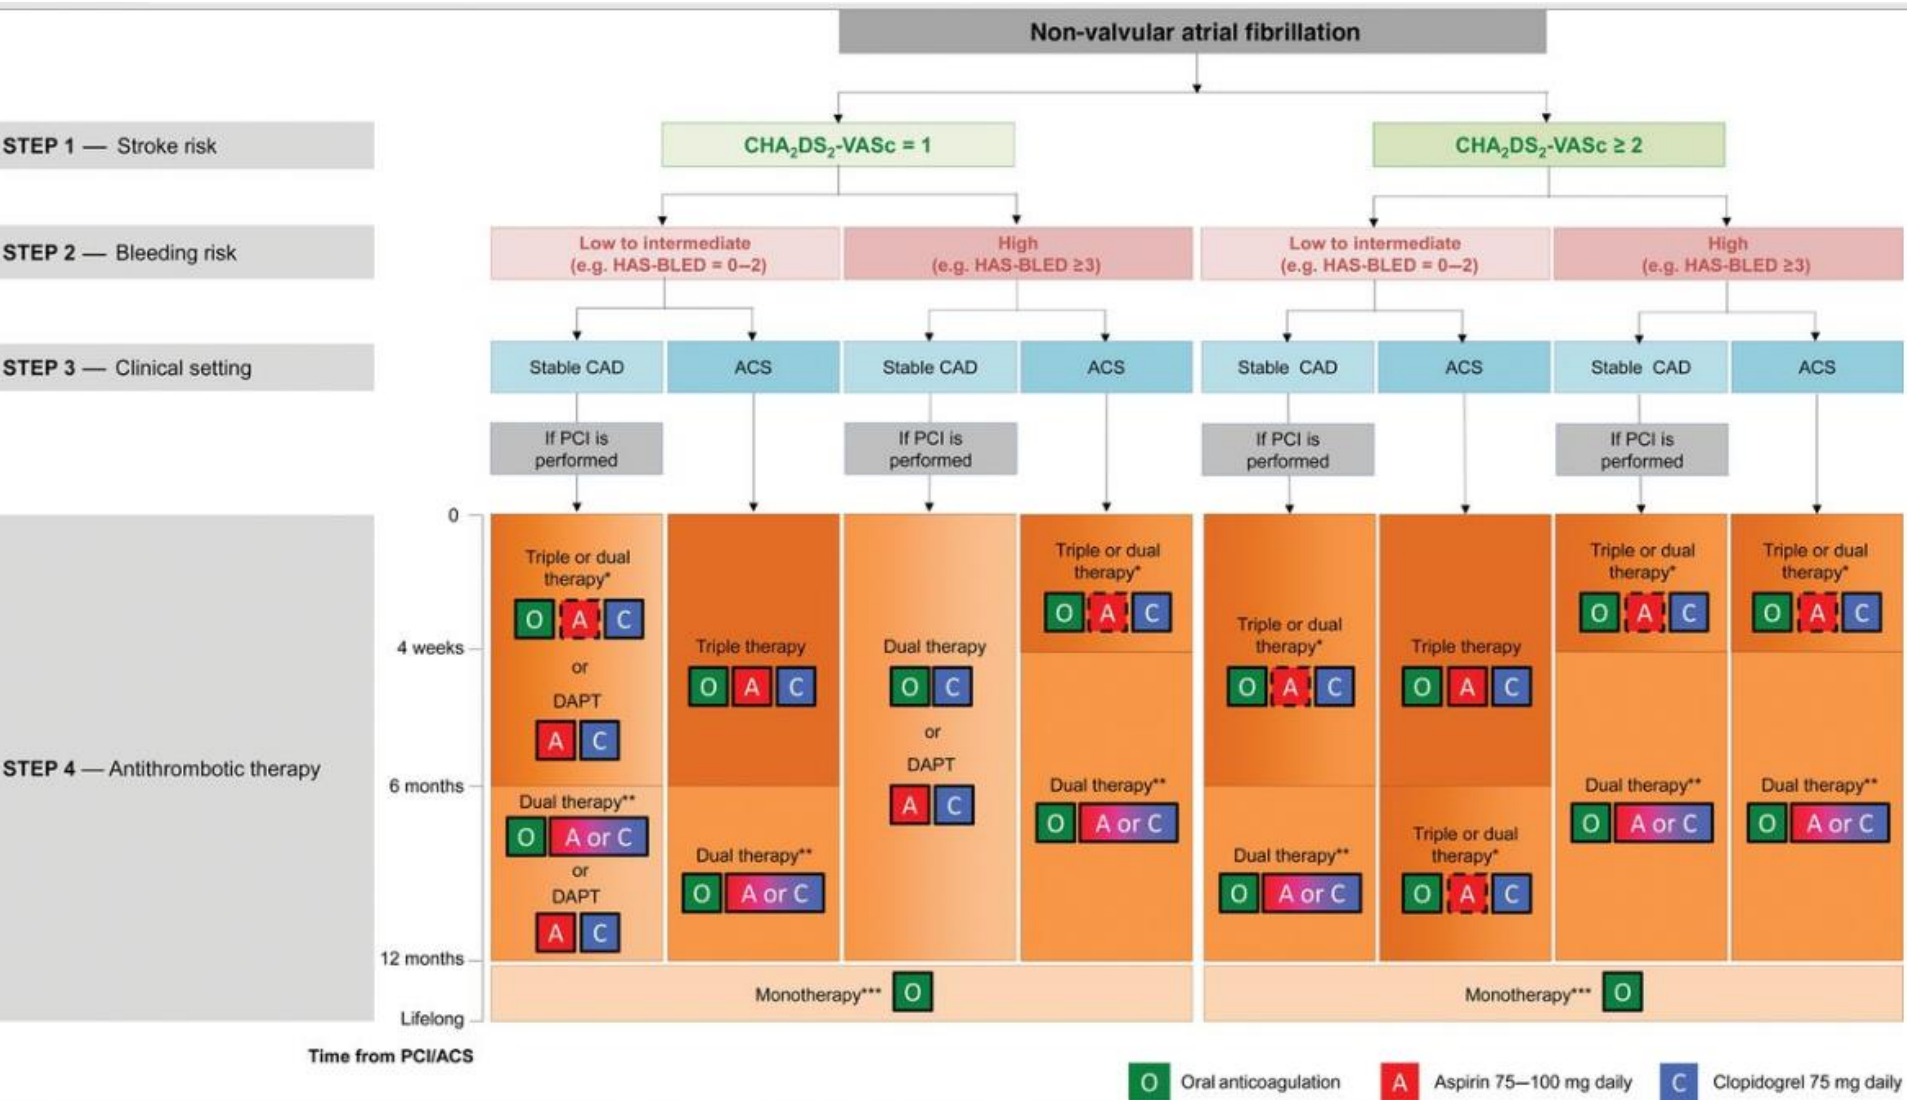 Non-valvular atrial fibrillation
STEP 1 — Stroke risk
CHA₂DS₂-VASc = 1
CHA₂DS₂-VASc ≥ 2
STEP 2 — Bleeding risk
Low to intermediate
(e.g. HAS-BLED = 0–2)
High
(e.g. HAS-BLED ≥3)
Low to intermediate
(e.g. HAS-BLED = 0–2)
High
(e.g. HAS-BLED ≥3)
STEP 3 — Clinical setting
Stable CAD
ACS
Stable CAD
ACS
Stable CAD
ACS
Stable CAD
ACS
If PCI is
performed
If PCI is
performed
If PCI is
performed
If PCI is
performed
STEP 4 — Antithrombotic therapy
0
4 weeks
6 months
12 months
Lifelong
Time from PCI/ACS
Triple or dual
therapy*
O A C
or
DAPT
A C
Dual therapy**
O A or C
or
DAPT
A C
Triple therapy
O A C
Dual therapy**
O A or C
Dual therapy
O C
or
DAPT
A C
Triple or dual
therapy*
O A C
Dual therapy**
O A or C
Triple or dual
therapy*
O A C
Dual therapy**
O A or C
Triple therapy
O A C
Triple or dual
therapy*
O A C
Triple or dual
therapy*
O A C
Dual therapy**
O A or C
Triple or dual
therapy*
O A C
Dual therapy**
O A or C
Monotherapy*** O
Monotherapy*** O
O Oral anticoagulation
A Aspirin 75–100 mg daily
C Clopidogrel 75 mg daily